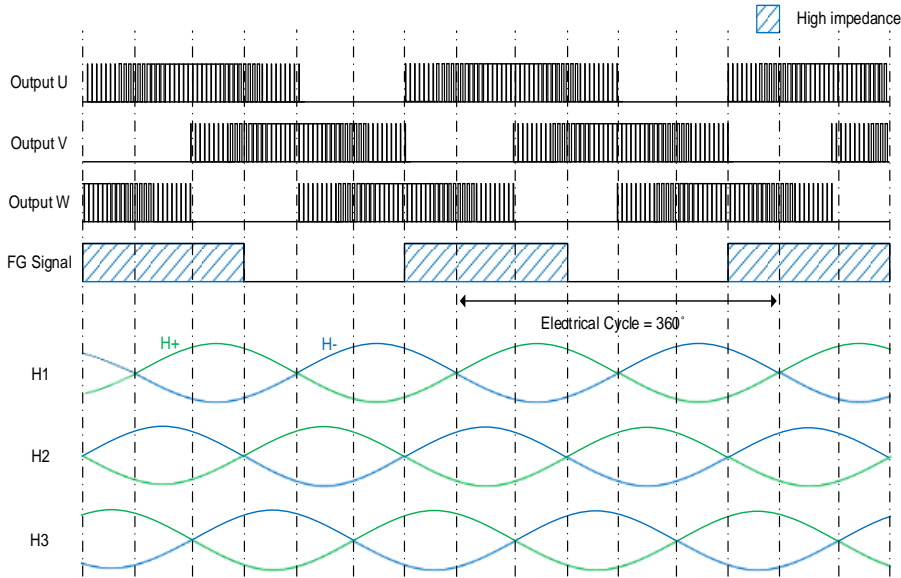 High impedance
Output U
Output V
Output W
FG Signal
Electrical Cycle = 360°
H+
H-
H1
H2
H3